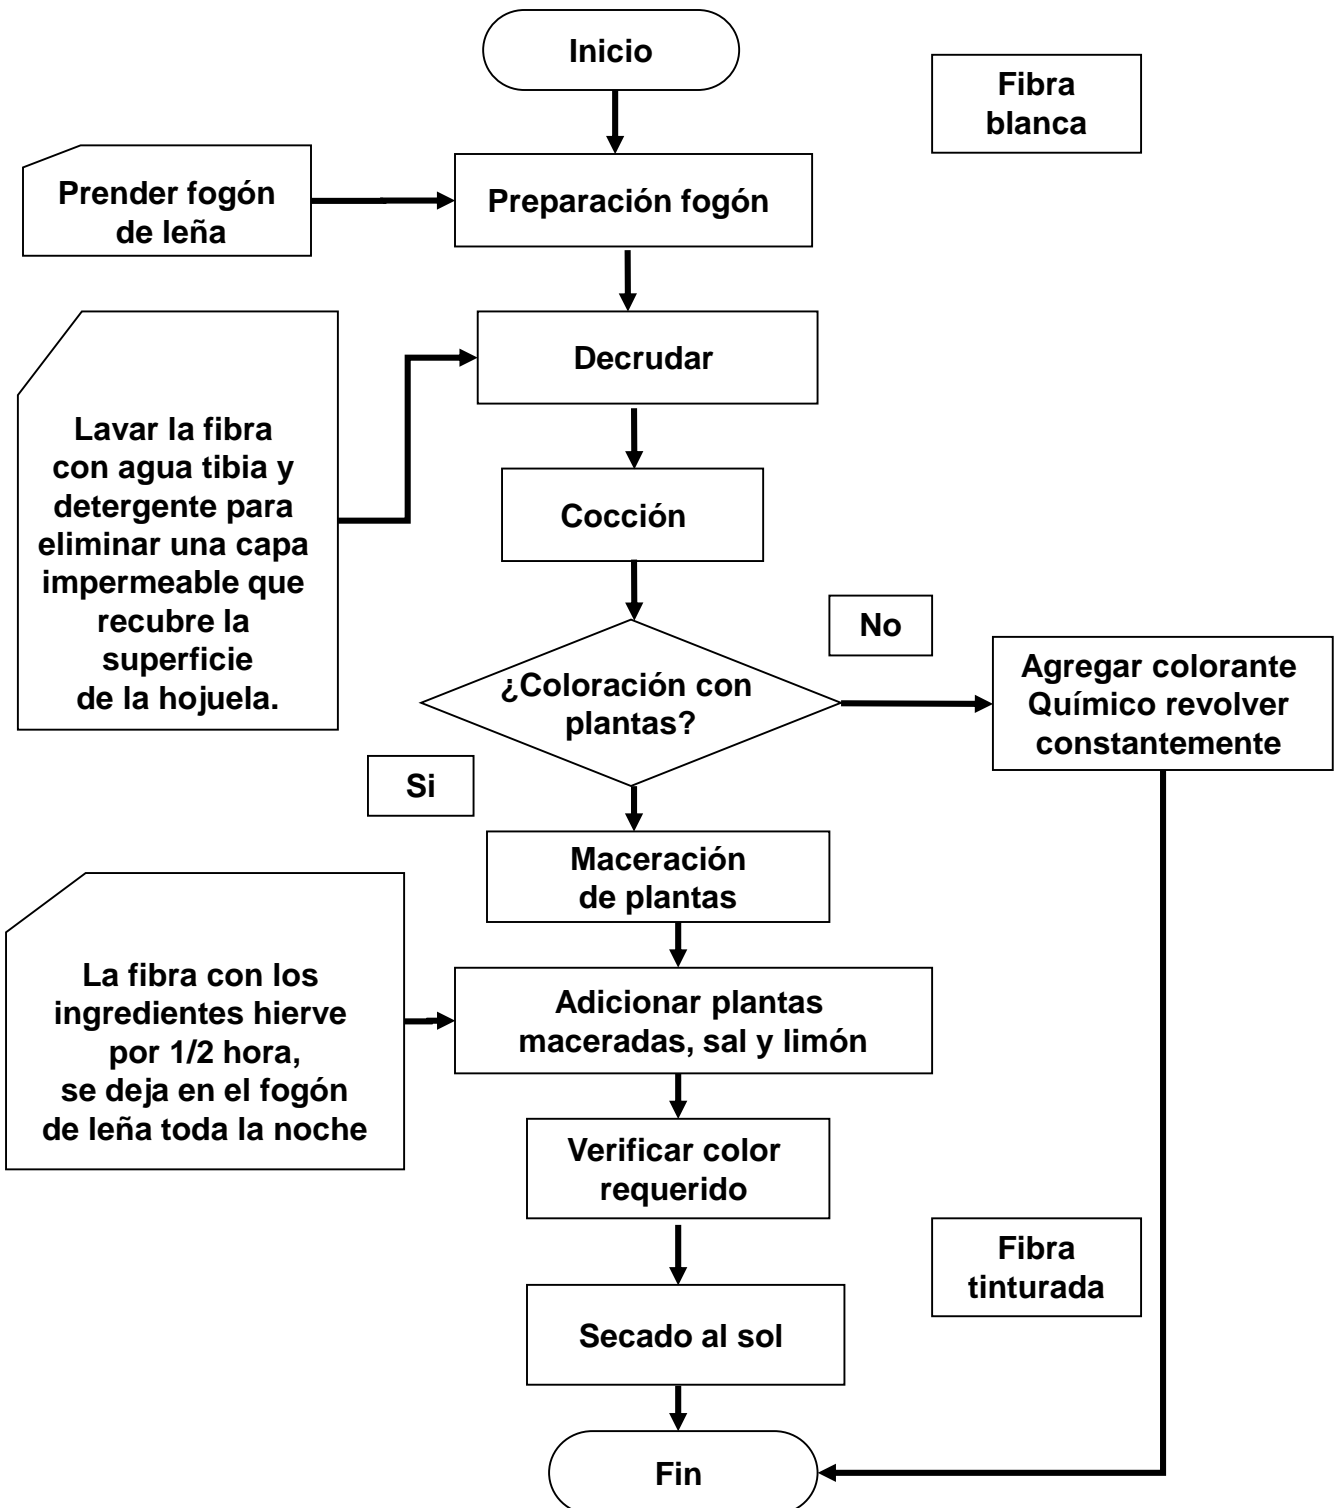 Inicio
Fibra
blanca
Prender fogón
de leña
Preparación fogón
Decrudar
Lavar la fibra
con agua tibia y
detergente para
eliminar una capa
impermeable que
recubre la
superficie
de la hojuela.
Cocción
No
¿Coloración con
plantas?
Agregar colorante
Químico revolver
constantemente
Si
Maceración
de plantas
La fibra con los
ingredientes hierve
por 1/2 hora,
se deja en el fogón
de leña toda la noche
Adicionar plantas
maceradas, sal y limón
Verificar color
requerido
Fibra
tinturada
Secado al sol
Fin